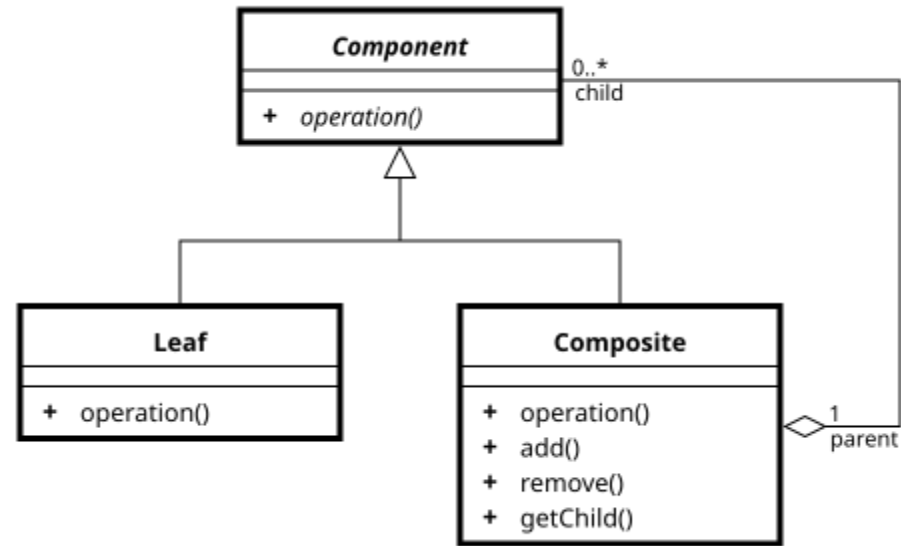 Component
+ operation()
0..*
child
Leaf
+ operation()
Composite
+ operation()
+ add()
+ remove()
+ getChild()
1
parent